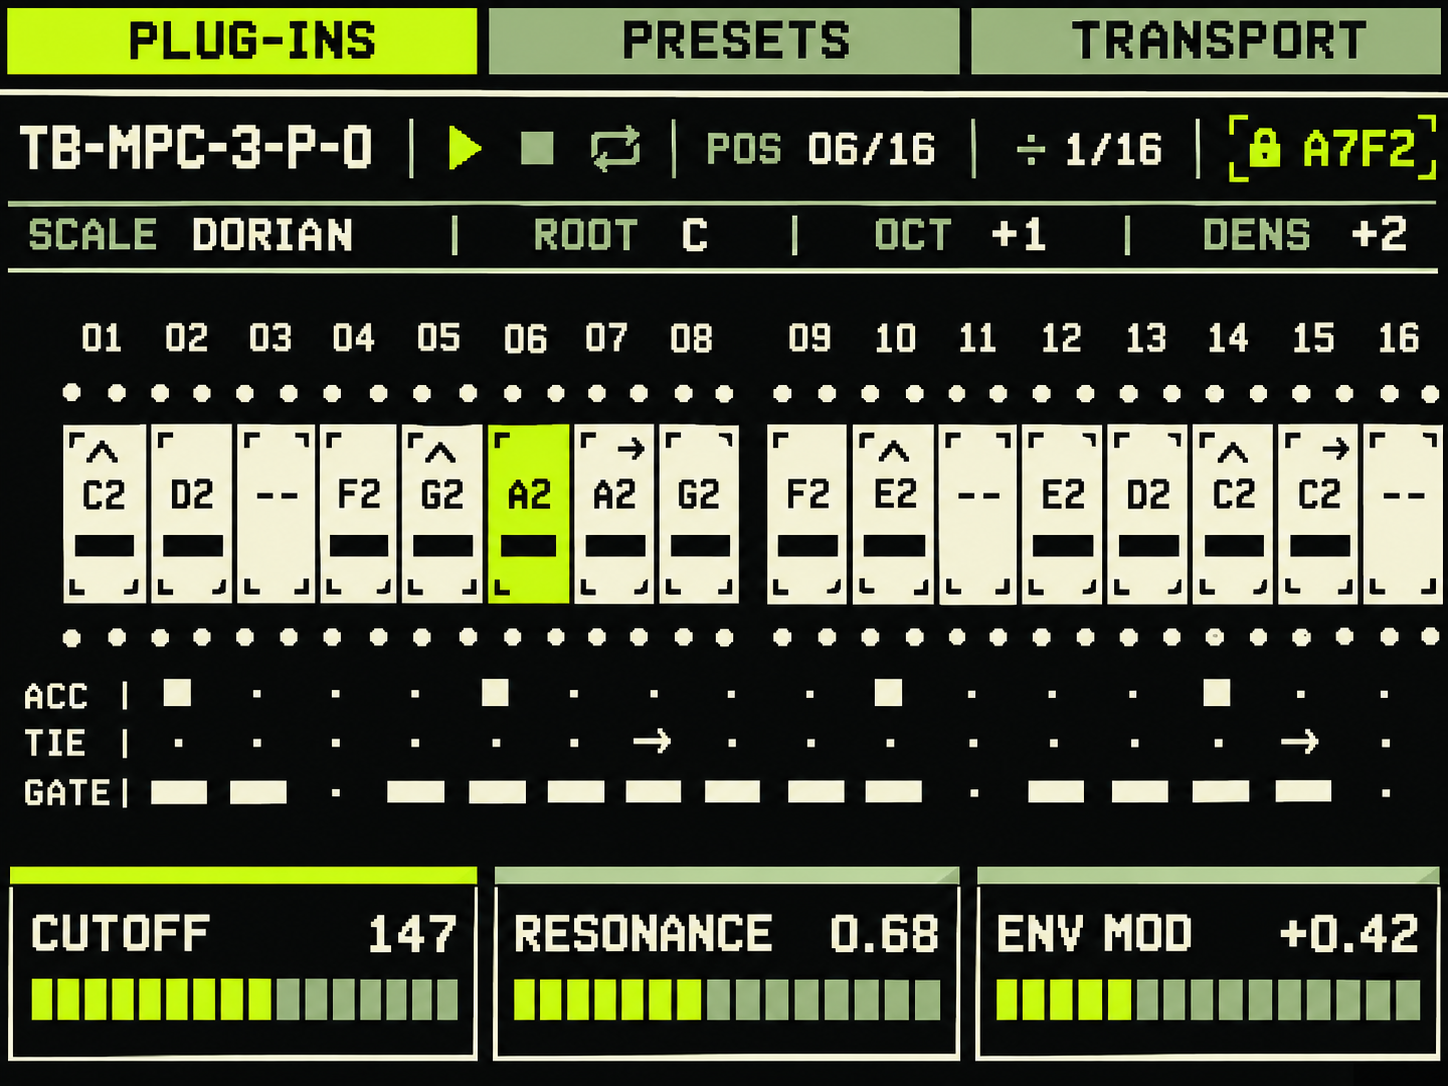 PLUG-INS PRESETS TRANSPORT
TB-MPC-3-P-0 | POS 06/16 | ÷ 1/16 | A7F2
SCALE DORIAN | ROOT C | OCT +1 | DENS +2
01 02 03 04 05 06 07 08 09 10 11 12 13 14 15 16
^ ^ → ^ ^ →
C2 D2 -- F2 G2 A2 A2 G2 F2 E2 -- E2 D2 C2 C2 --
ACC |
TIE | → →
GATE |
CUTOFF 147 RESONANCE 0.68 ENV MOD +0.42